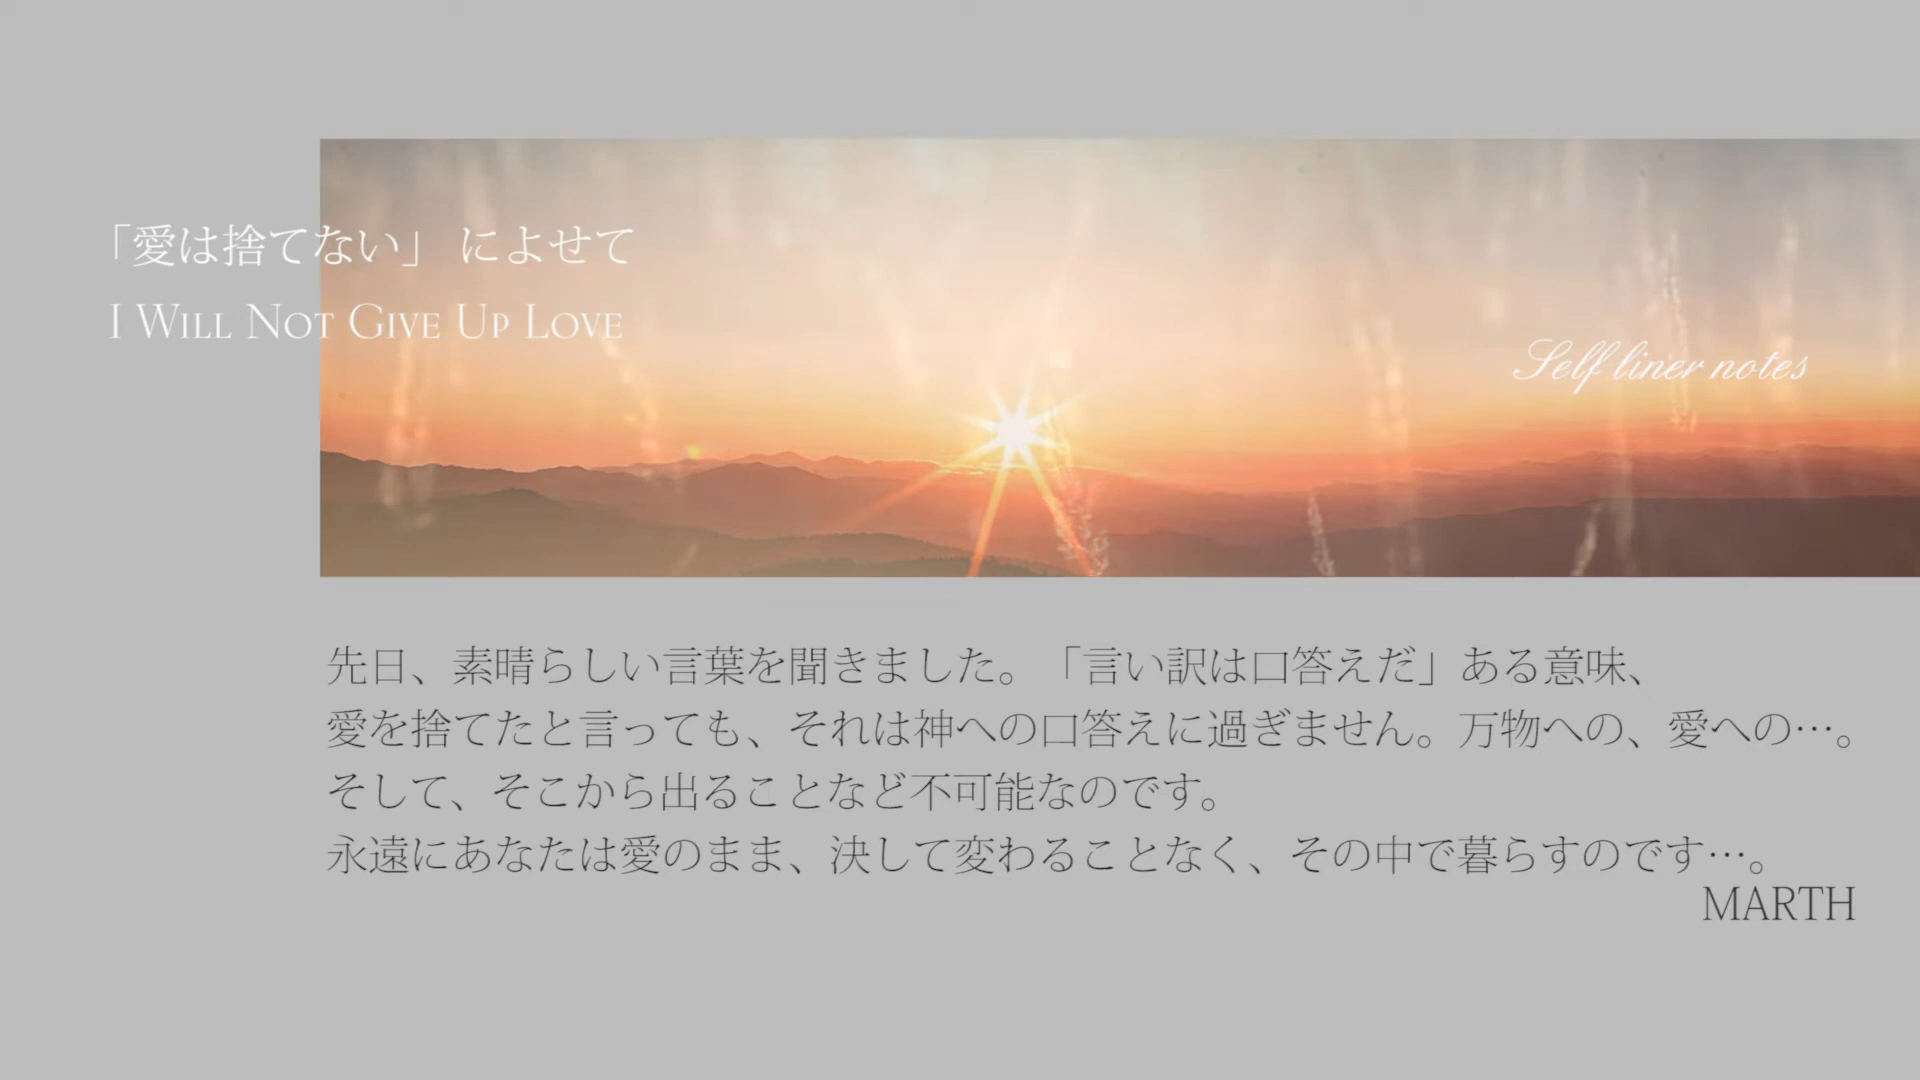 「愛は捨てない」 によせて
I WILL NOT GIVE UP LOVE
Self liner notes
先日、素晴らしい言葉を聞きました。「言い訳は口答えだ」ある意味、
愛を捨てたと言っても、それは神への口答えに過ぎません。万物への、愛への…。
そして、そこから出ることなど不可能なのです。
永遠にあなたは愛のまま、決して変わることなく、その中で暮らすのです…。
MARTH